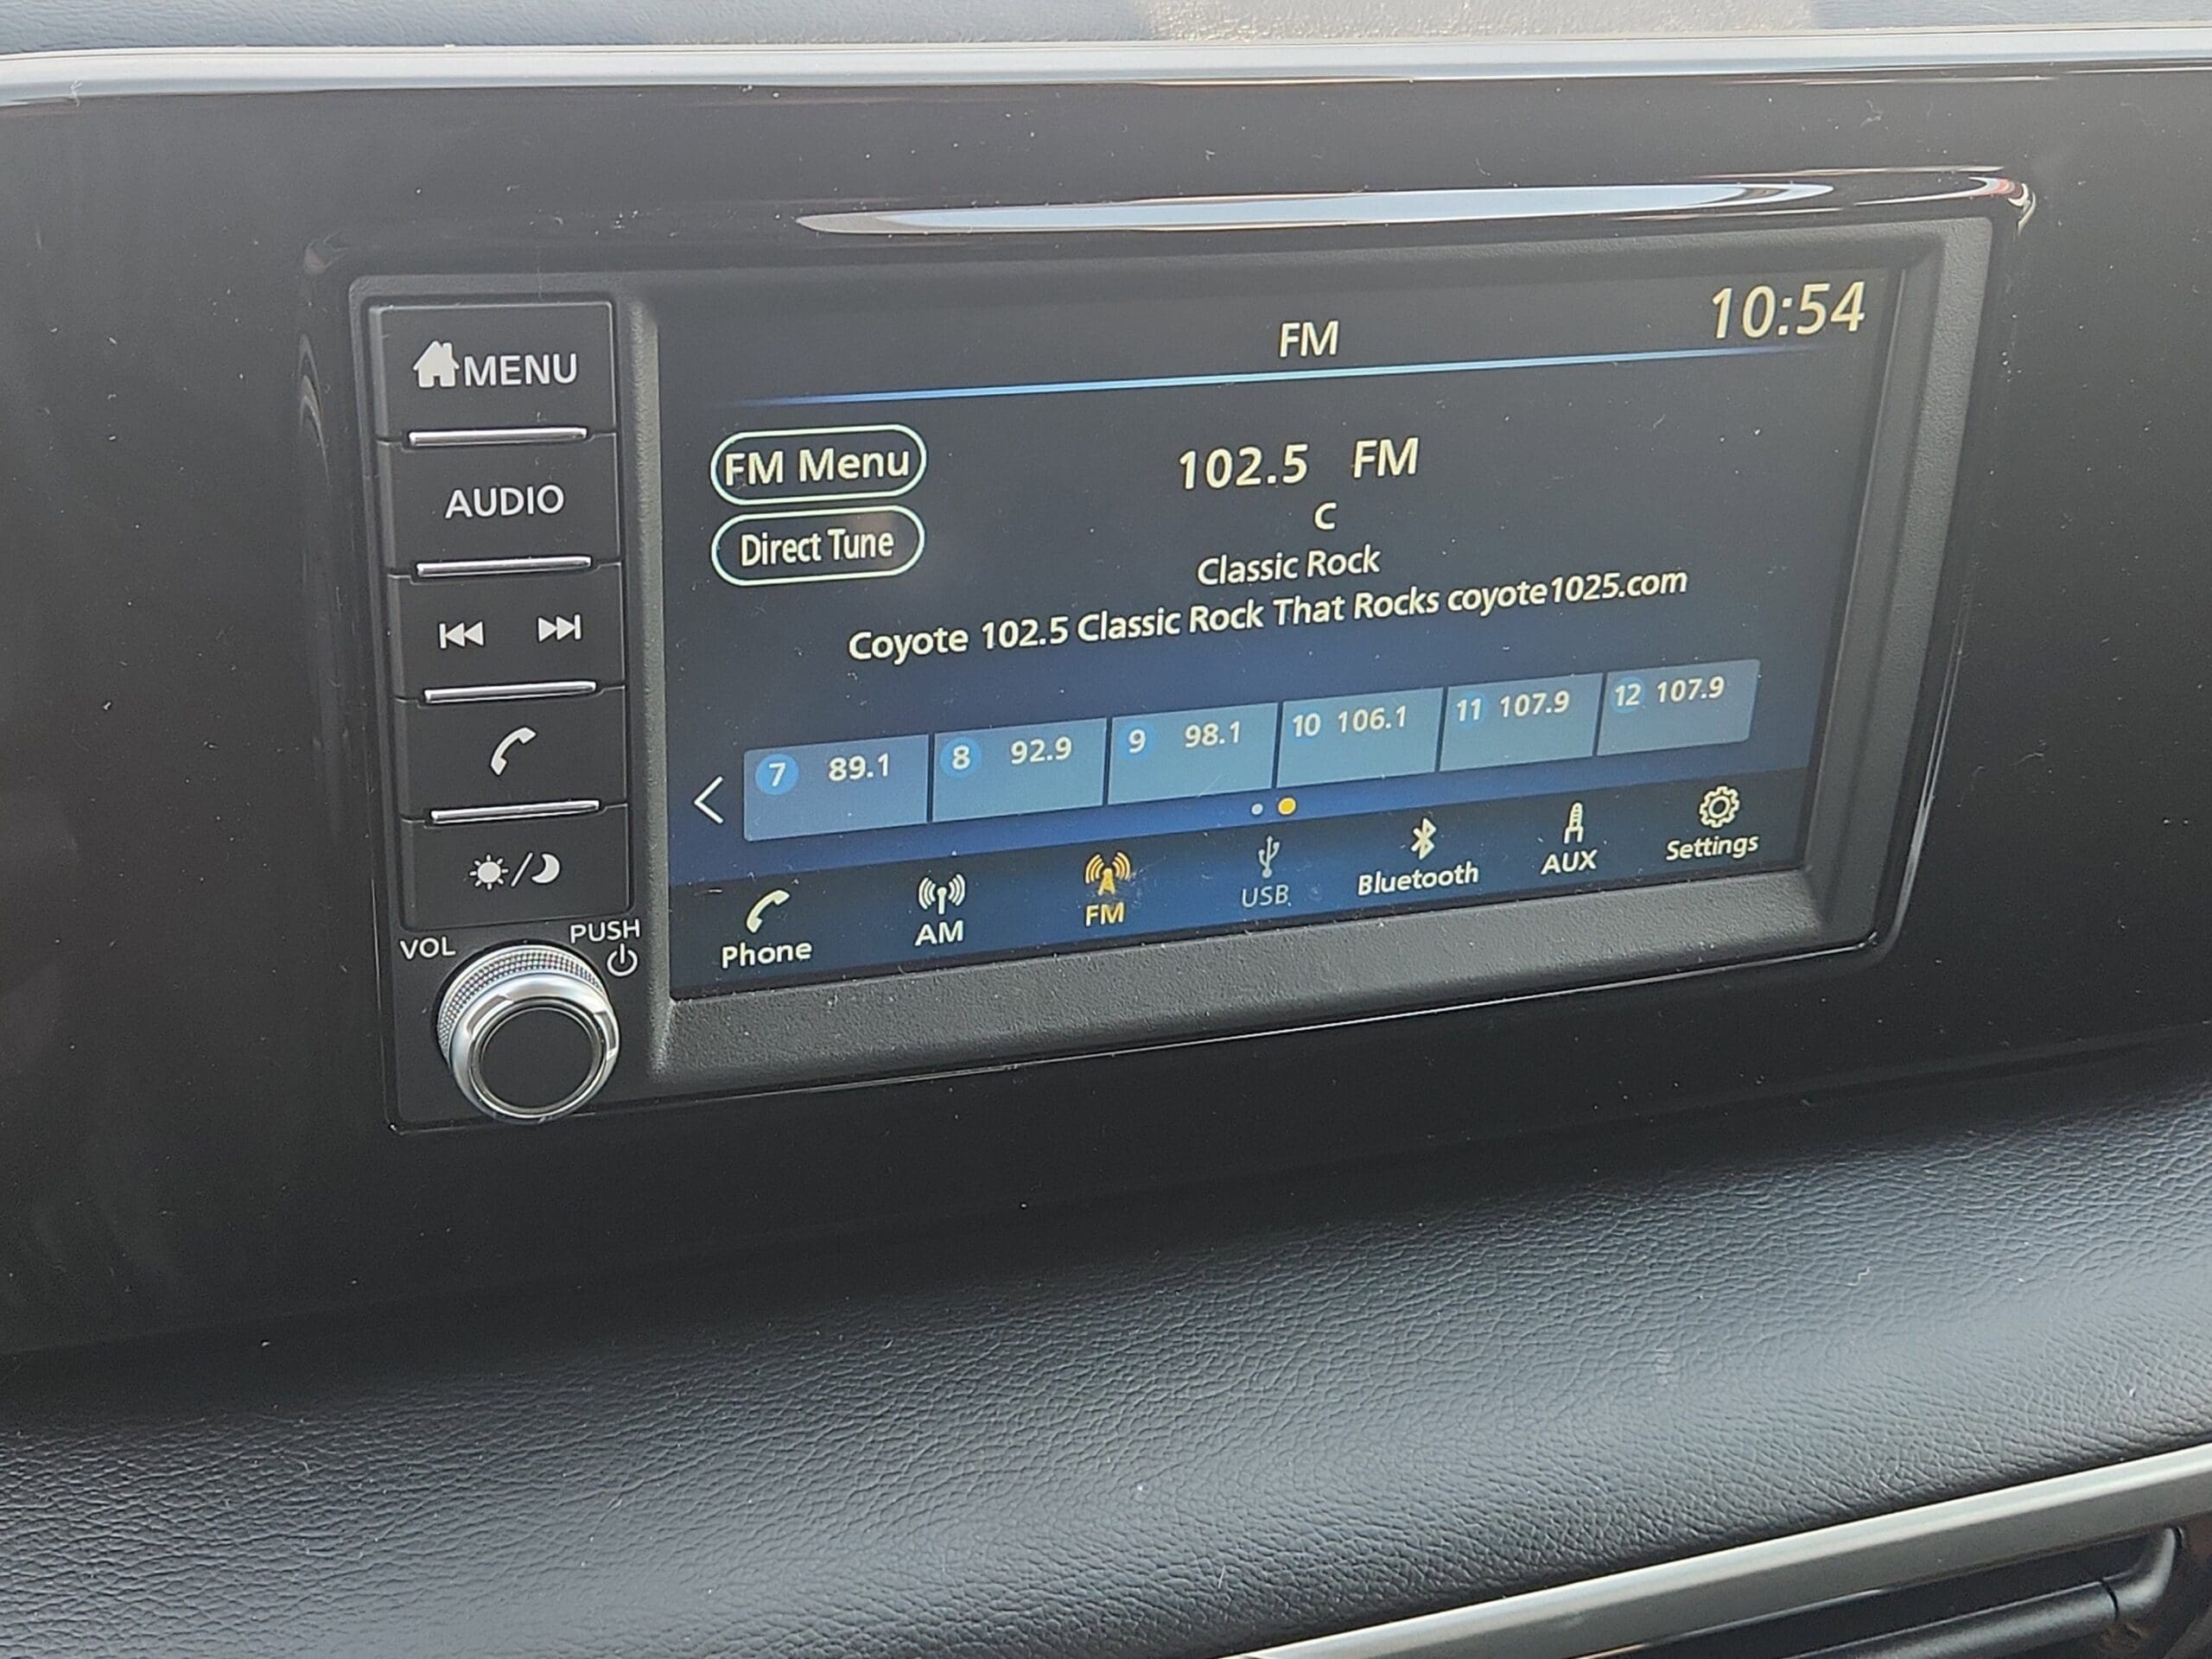 MENU
AUDIO
VOL
PUSH
FM
10:54
FM Menu
Direct Tune
102.5 FM
C
Classic Rock
Coyote 102.5 Classic Rock That Rocks coyote1025.com
7 89.1 8 92.9 9 98.1 10 106.1 11 107.9 12 107.9
Phone AM FM USB Bluetooth AUX Settings